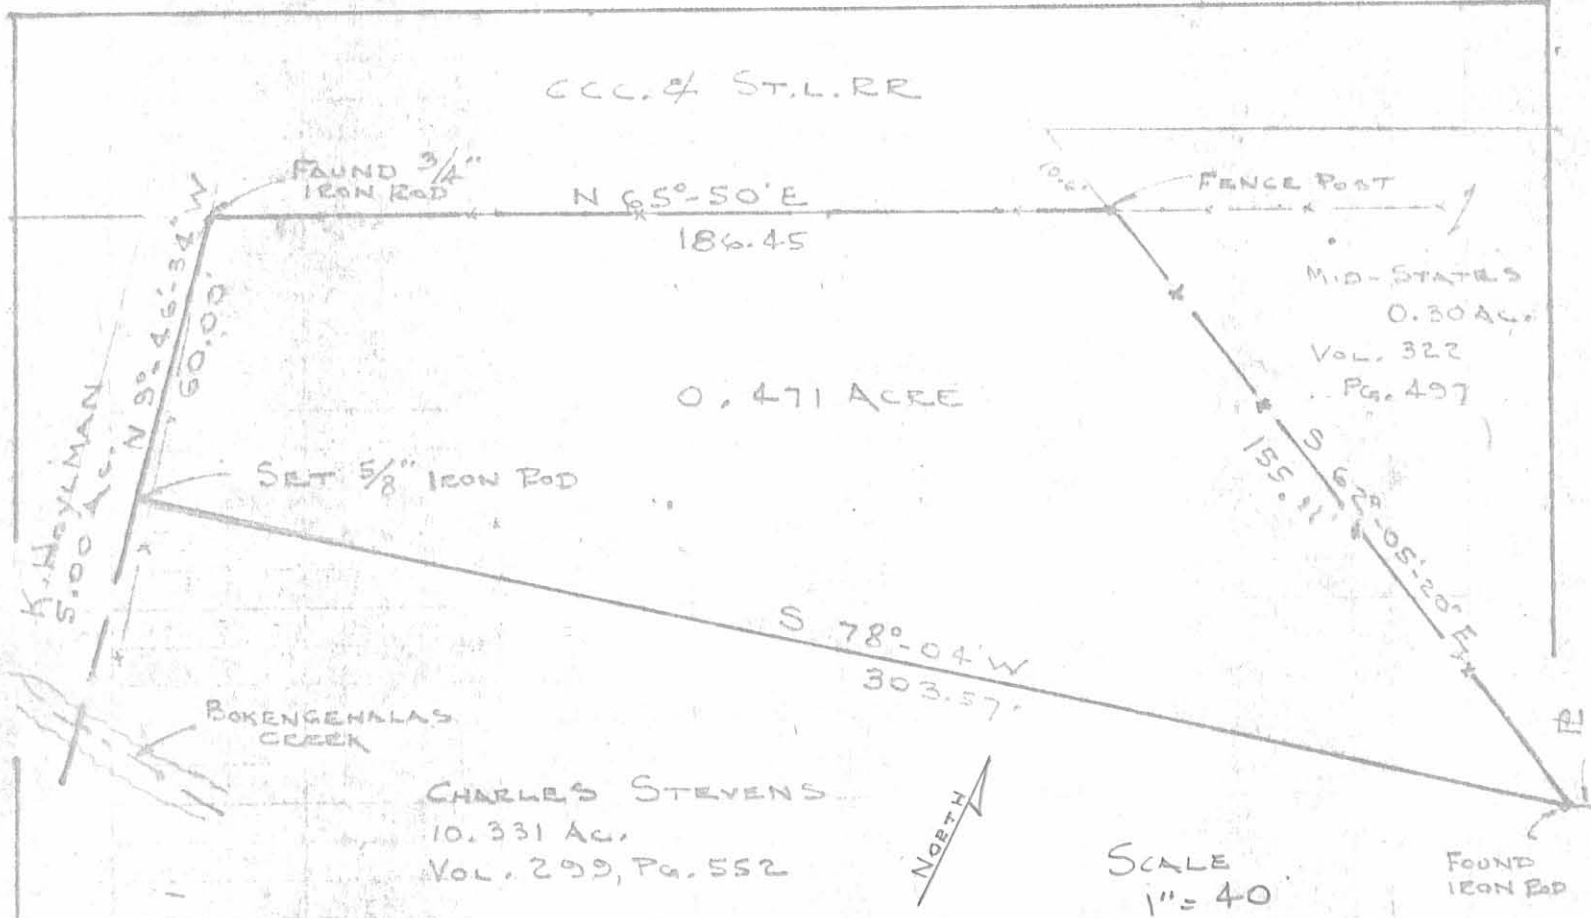 CCC. & ST. L. RR
FOUND 3/4"
IRON ROD
N 65°-50' E
186.45
FENCE POST
MID-STATES
0.30 Ac.
VOL. 322
PG. 497
N 9°-46'-34" W
60.00'
K. HOYLMAN
5.00 Ac.
0.471 ACRE
SET 5/8" IRON ROD
S 62°-05'-20" E
S 78°-04' W
303.57'
BOKENGEHALAS
CREEK
CHARLES STEVENS
10.331 Ac.
VOL. 299, PG. 552
NORTH
SCALE
1" = 40'
FOUND
IRON ROD